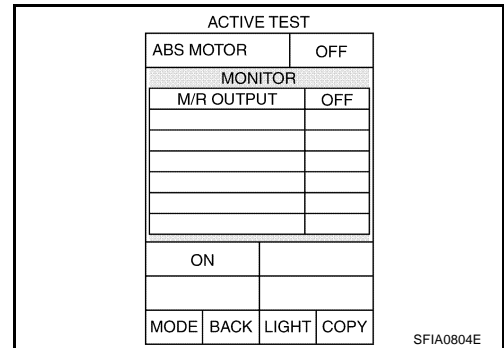 ACTIVE TEST
ABS MOTOR OFF
MONITOR
M/R OUTPUT OFF
ON
MODE BACK LIGHT COPY
SFIA0804E